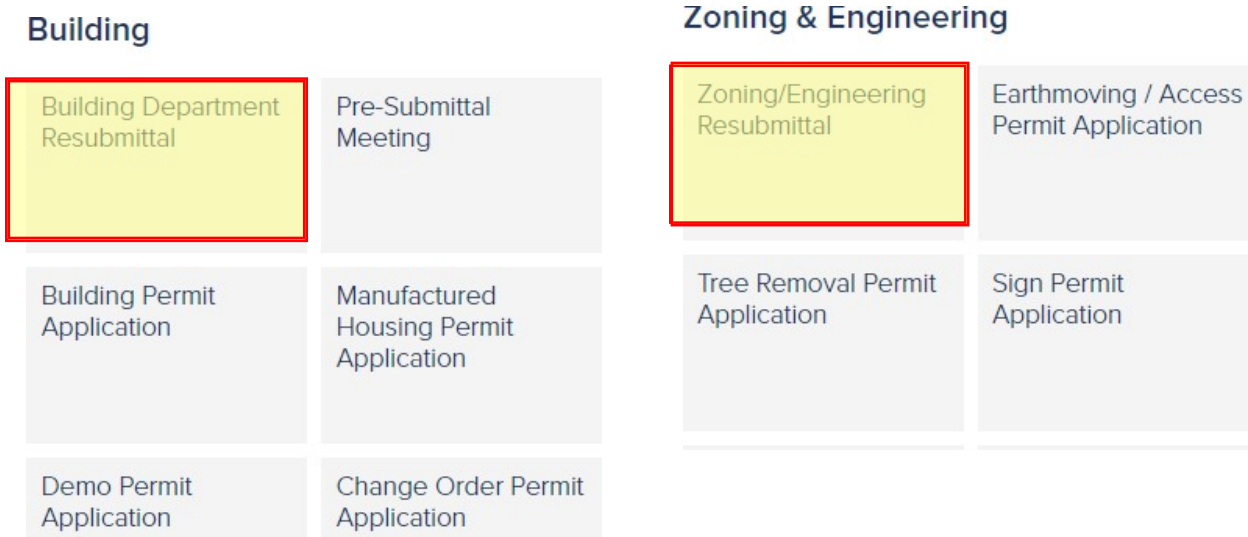 Building
Building Department
Resubmittal
Pre-Submittal
Meeting
Building Permit
Application
Manufactured
Housing Permit
Application
Demo Permit
Application
Change Order Permit
Application
Zoning & Engineering
Zoning/Engineering
Resubmittal
Earthmoving / Access
Permit Application
Tree Removal Permit
Application
Sign Permit
Application